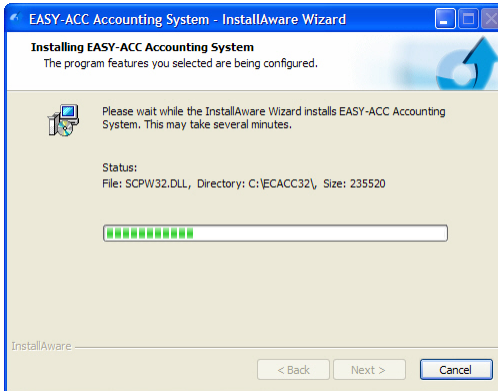 EASY-ACC Accounting System - InstallAware Wizard
Installing EASY-ACC Accounting System
The program features you selected are being configured.
Please wait while the InstallAware Wizard installs EASY-ACC Accounting
System. This may take several minutes.
Status:
File: SCPW32.DLL, Directory: C:\ECACC32\, Size: 235520
InstallAware
< Back
Next >
Cancel